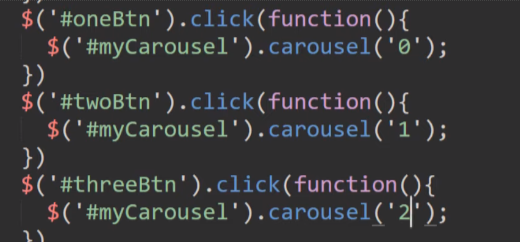 $('#oneBtn').click(function(){
$('#myCarousel').carousel('0');
})
$('#twoBtn').click(function(){
$('#myCarousel').carousel('1');
})
$('#threeBtn').click(function(){
$('#myCarousel').carousel('2');
})